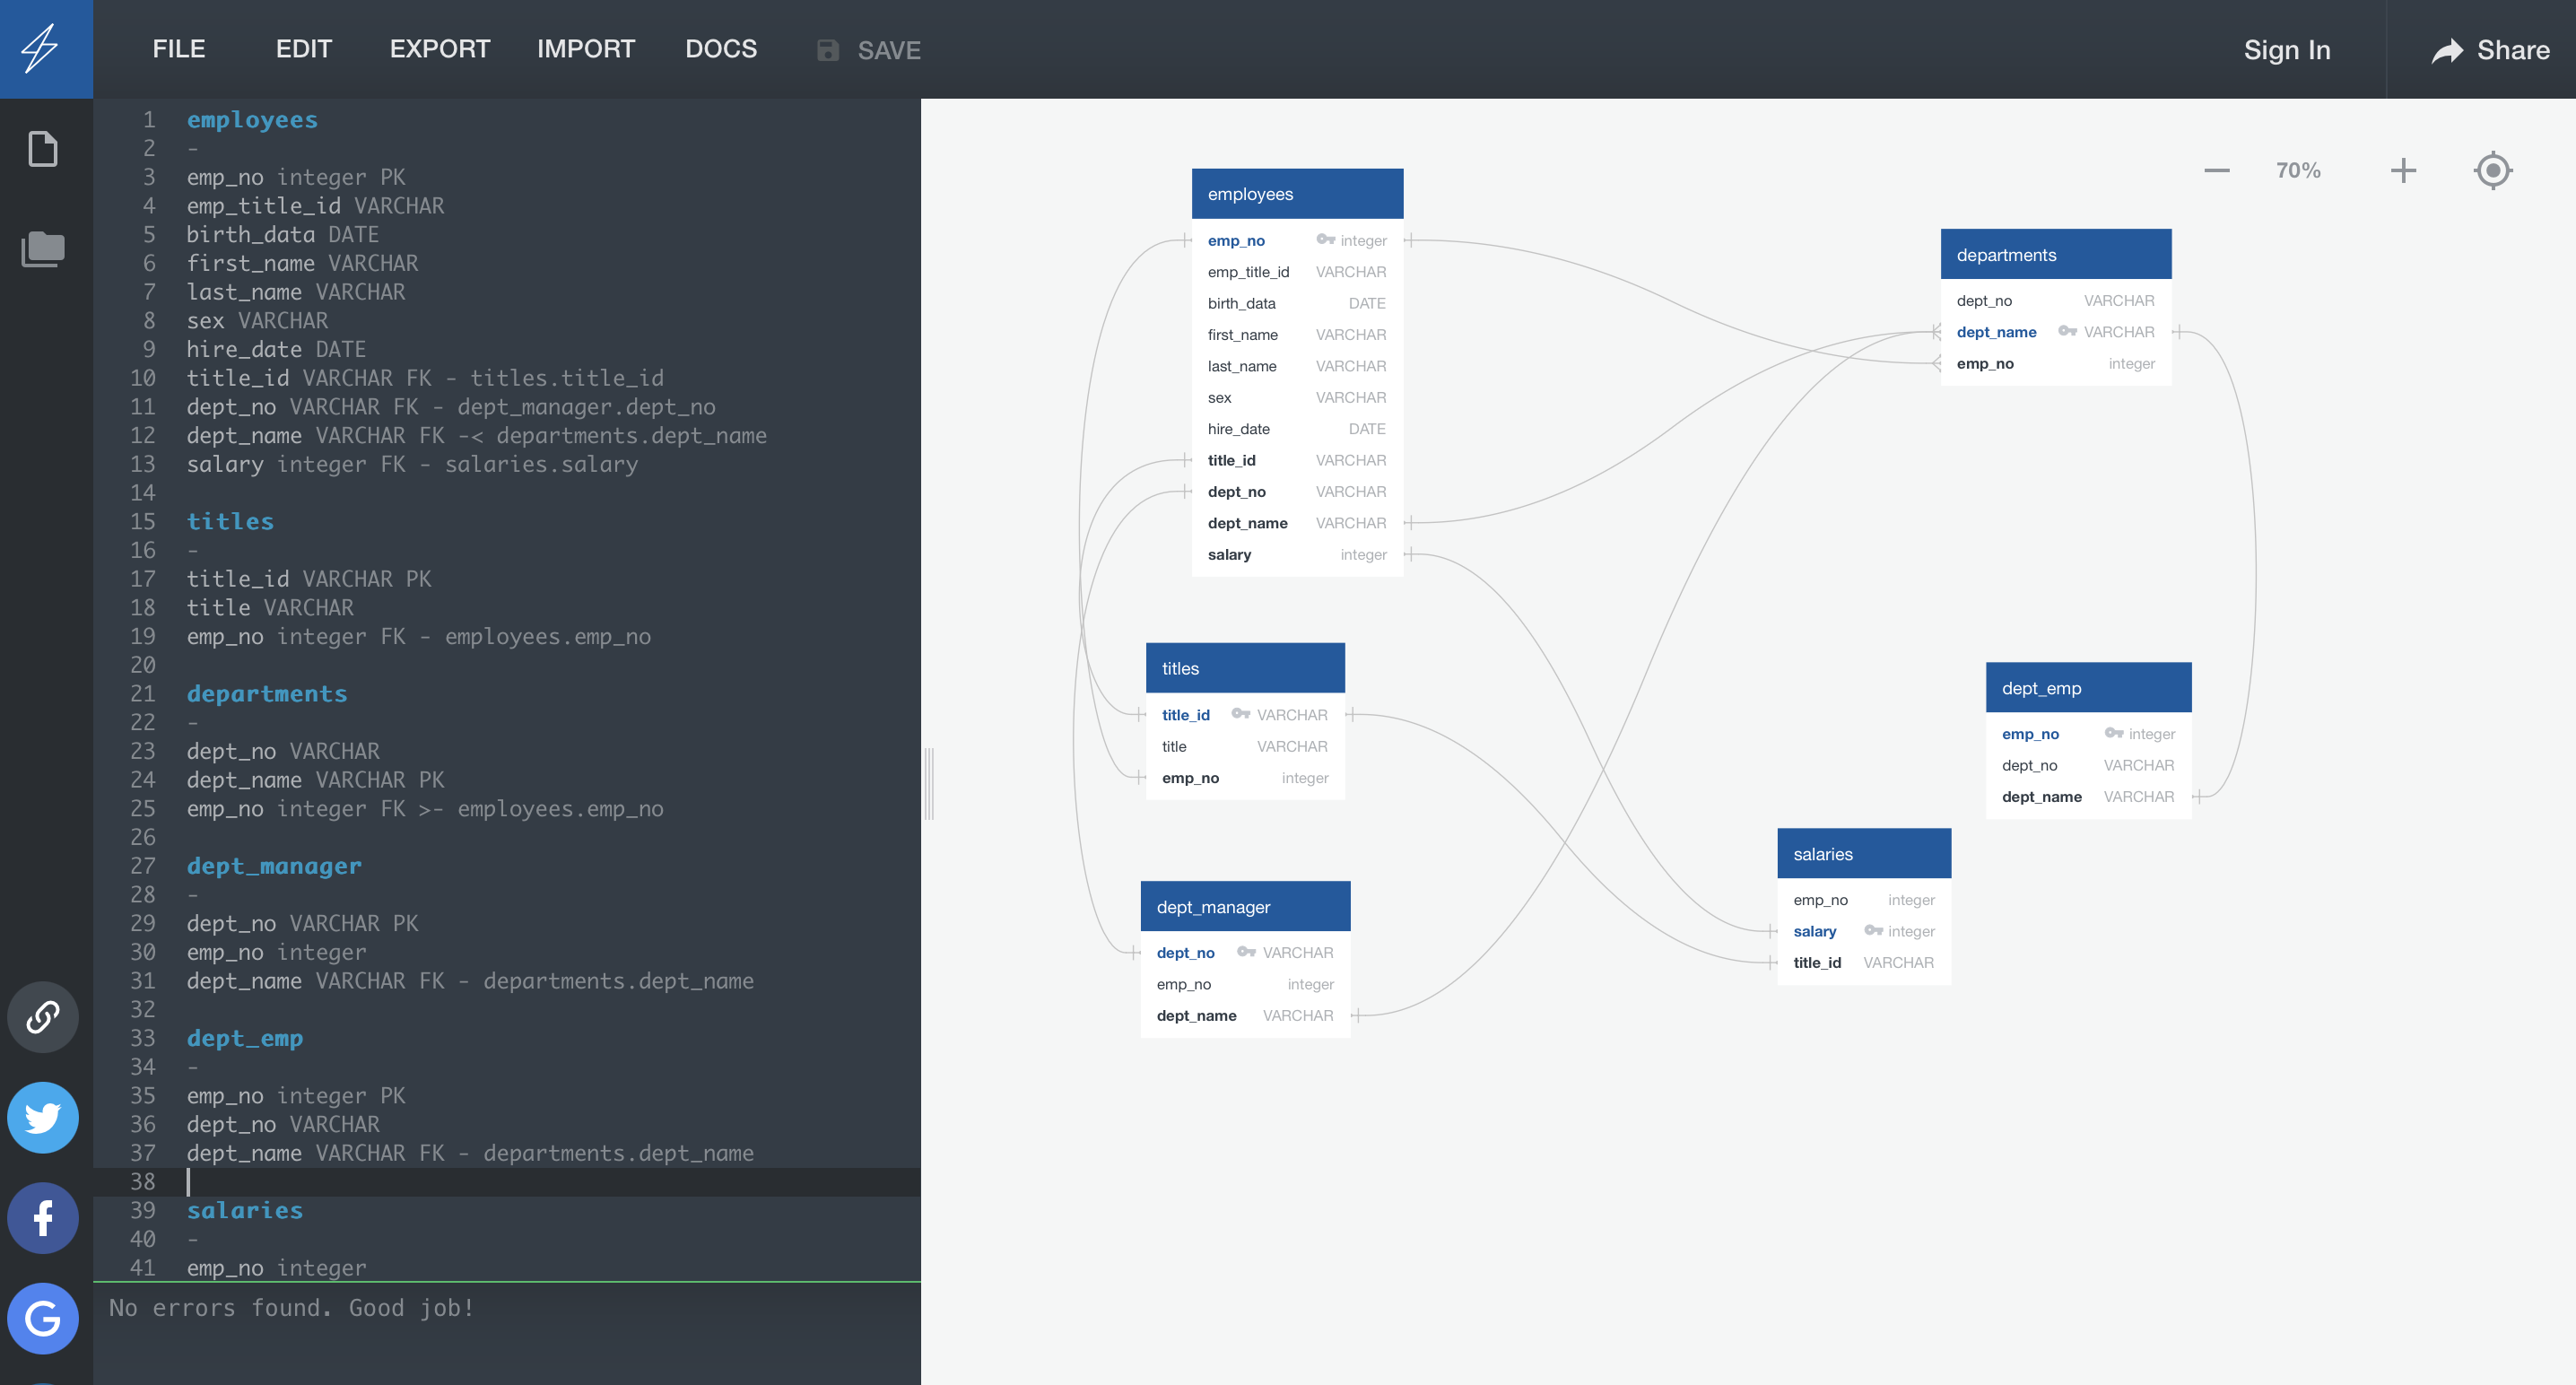 FILE EDIT EXPORT IMPORT DOCS SAVE Sign In Share
1 employees
2 -
3 emp_no integer PK
4 emp_title_id VARCHAR
5 birth_data DATE
6 first_name VARCHAR
7 last_name VARCHAR
8 sex VARCHAR
9 hire_date DATE
10 title_id VARCHAR FK - titles.title_id
11 dept_no VARCHAR FK - dept_manager.dept_no
12 dept_name VARCHAR FK -< departments.dept_name
13 salary integer FK - salaries.salary
14
15 titles
16 -
17 title_id VARCHAR PK
18 title VARCHAR
19 emp_no integer FK - employees.emp_no
20
21 departments
22 -
23 dept_no VARCHAR
24 dept_name VARCHAR PK
25 emp_no integer FK >- employees.emp_no
26
27 dept_manager
28 -
29 dept_no VARCHAR PK
30 emp_no integer
31 dept_name VARCHAR FK - departments.dept_name
32
33 dept_emp
34 -
35 emp_no integer PK
36 dept_no VARCHAR
37 dept_name VARCHAR FK - departments.dept_name
38
39 salaries
40 -
41 emp_no integer
No errors found. Good job!
70%
employees
emp_no integer
emp_title_id VARCHAR
birth_data DATE
first_name VARCHAR
last_name VARCHAR
sex VARCHAR
hire_date DATE
title_id VARCHAR
dept_no VARCHAR
dept_name VARCHAR
salary integer
departments
dept_no VARCHAR
dept_name VARCHAR
emp_no integer
titles
title_id VARCHAR
title VARCHAR
emp_no integer
dept_emp
emp_no integer
dept_no VARCHAR
dept_name VARCHAR
salaries
emp_no integer
salary integer
title_id VARCHAR
dept_manager
dept_no VARCHAR
emp_no integer
dept_name VARCHAR